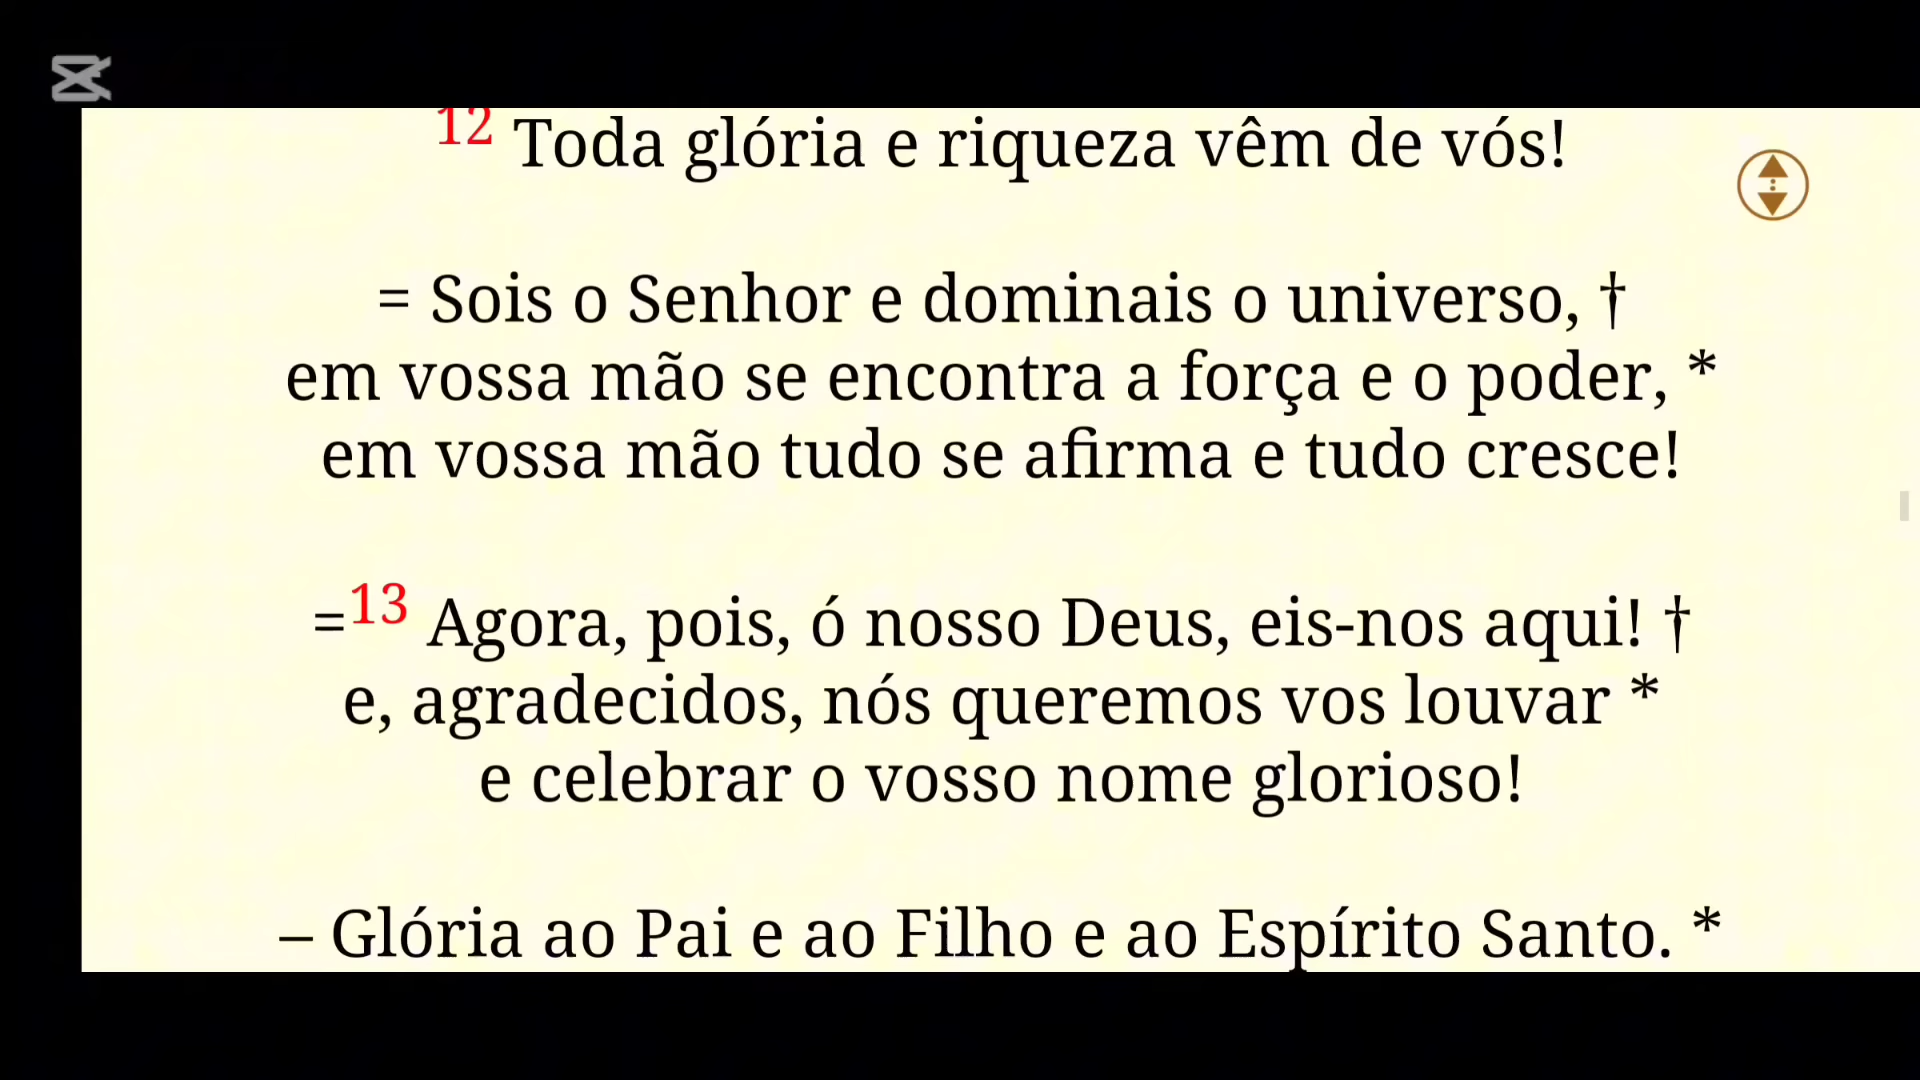 12 Toda glória e riqueza vêm de vós!
= Sois o Senhor e dominais o universo, †
em vossa mão se encontra a força e o poder, *
em vossa mão tudo se afirma e tudo cresce!
=13 Agora, pois, ó nosso Deus, eis-nos aqui! †
e, agradecidos, nós queremos vos louvar *
e celebrar o vosso nome glorioso!
– Glória ao Pai e ao Filho e ao Espírito Santo. *